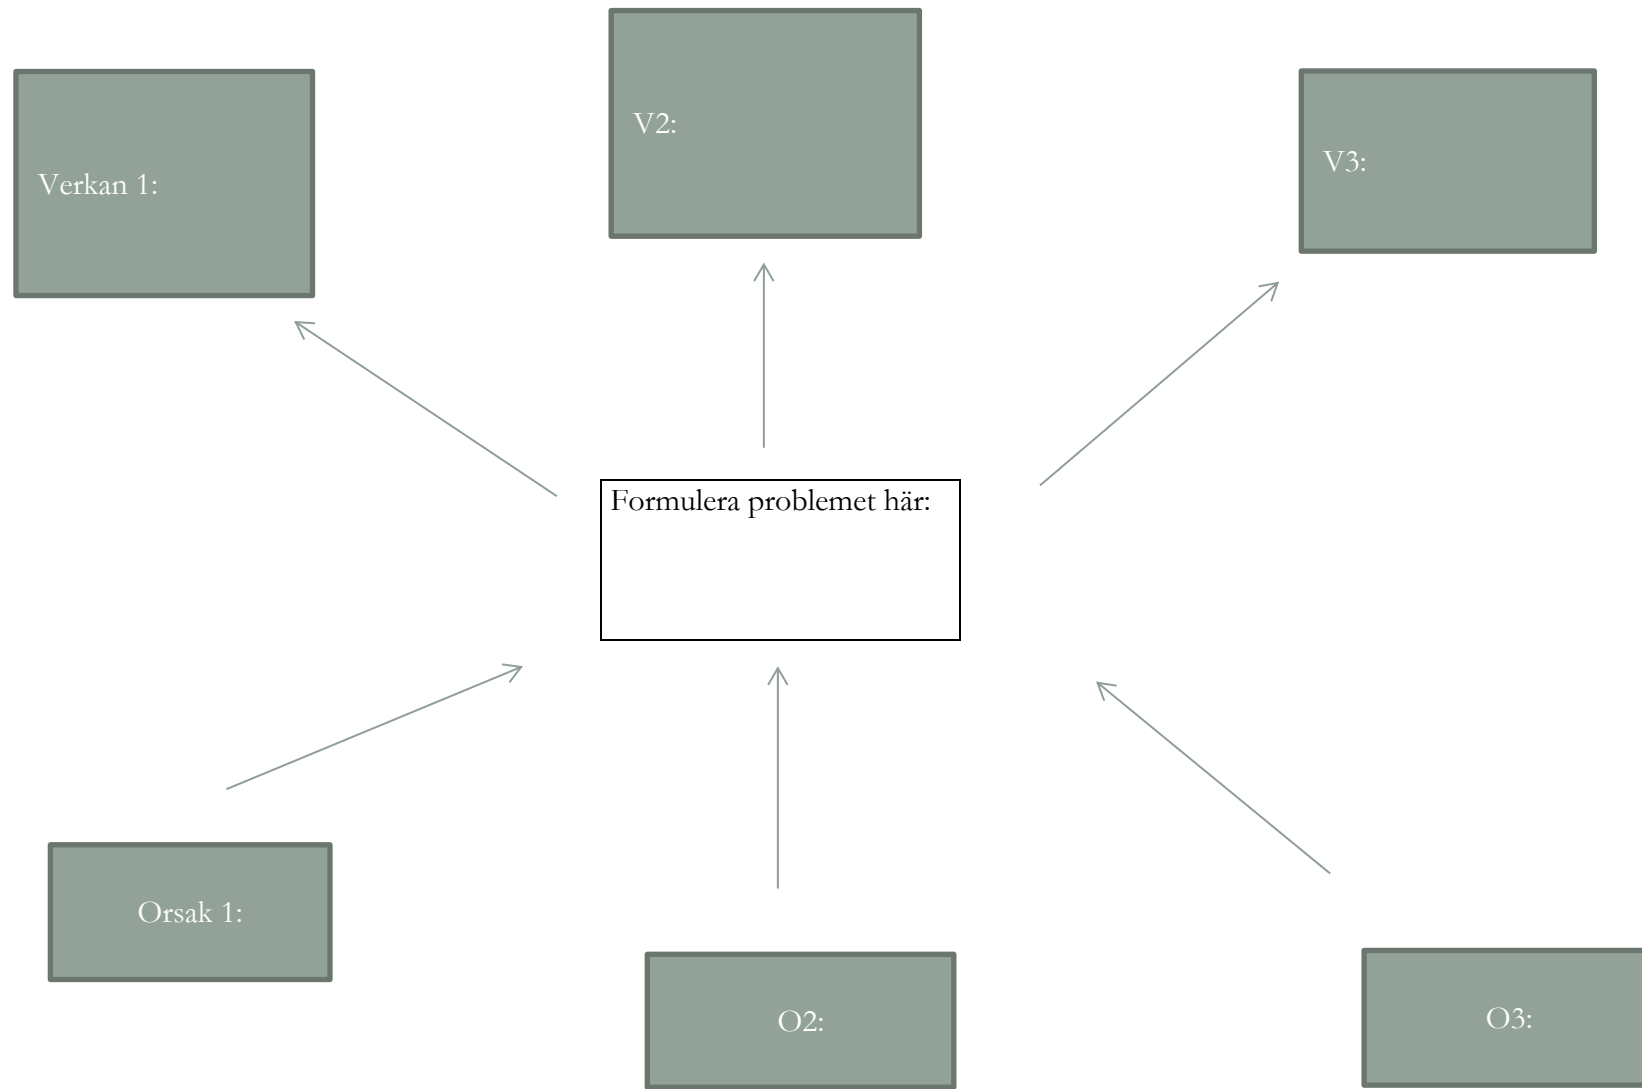 V2:
Verkan 1:
V3:
Formulera problemet här:
Orsak 1:
O2:
O3: